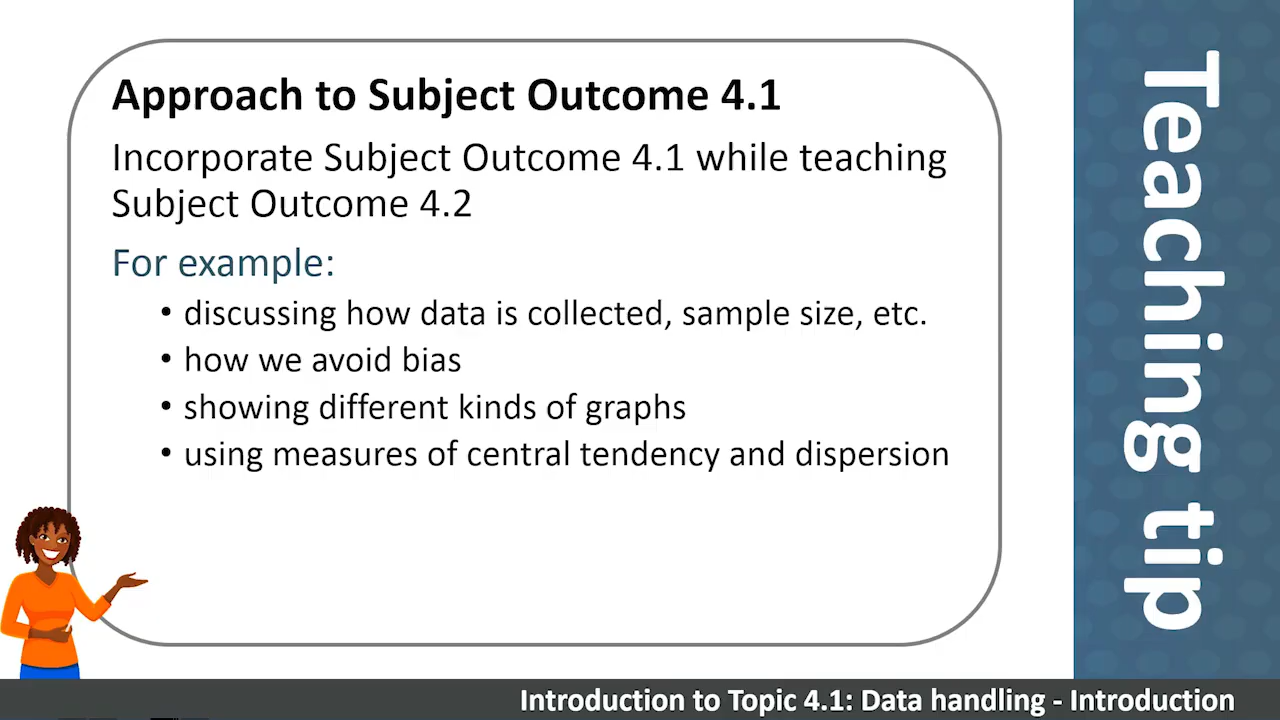 Approach to Subject Outcome 4.1
Incorporate Subject Outcome 4.1 while teaching
Subject Outcome 4.2
For example:
• discussing how data is collected, sample size, etc.
• how we avoid bias
• showing different kinds of graphs
• using measures of central tendency and dispersion
Teaching tip
Introduction to Topic 4.1: Data handling - Introduction